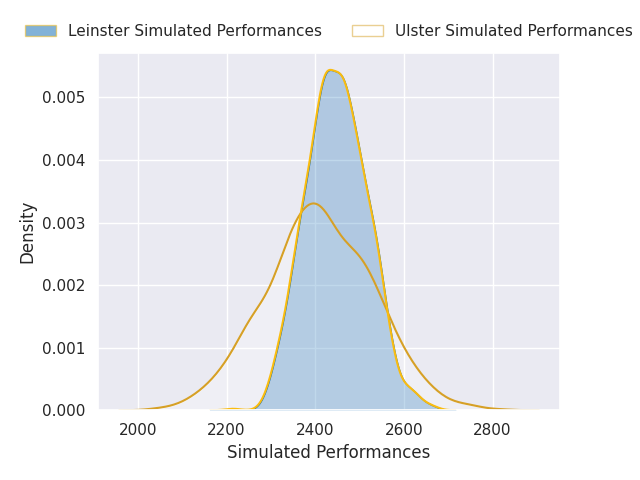 Leinster Simulated Performances
Ulster Simulated Performances
0.005
0.004
0.003
0.002
0.001
0.000
Density
2000
2200
2400
2600
2800
Simulated Performances